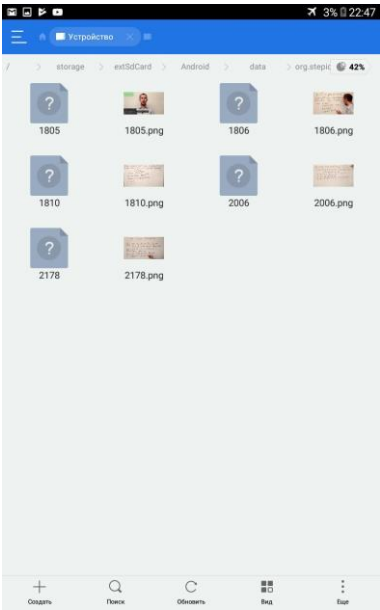 3% 22:47
Устройство
/ > storage > extSdCard > Android > data > org.stepic 42%
1805 1805.png 1806 1806.png
1810 1810.png 2006 2006.png
2178 2178.png
Создать Поиск Обновить Вид Еще